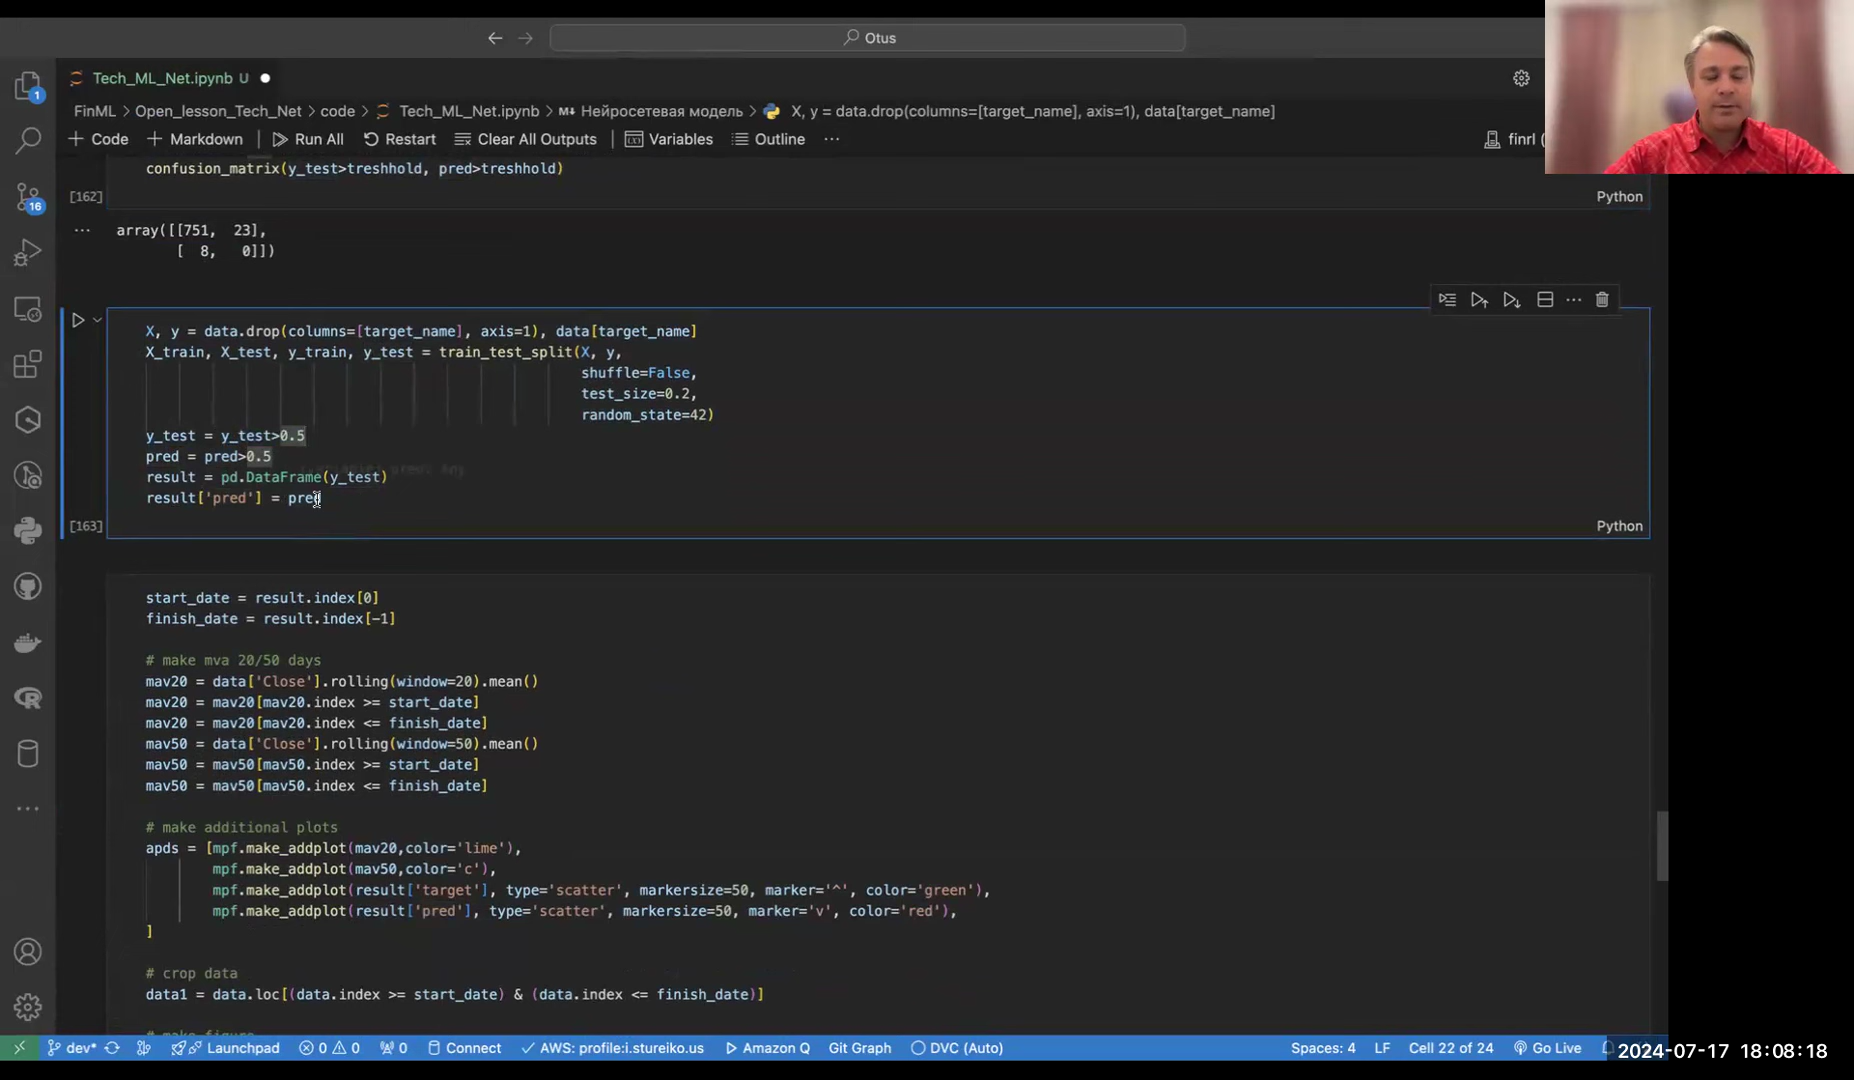 Otus
Tech_ML_Net.ipynb U
FinML > Open_lesson_Tech_Net > code > Tech_ML_Net.ipynb > M↓ Нейросетевая модель > X, y = data.drop(columns=[target_name], axis=1), data[target_name]
+ Code + Markdown Run All Restart Clear All Outputs Variables Outline ... finrl (
confusion_matrix(y_test>treshhold, pred>treshhold)
[162] Python
... array([[751, 23],
[ 8, 0]])
X, y = data.drop(columns=[target_name], axis=1), data[target_name]
X_train, X_test, y_train, y_test = train_test_split(X, y,
shuffle=False,
test_size=0.2,
random_state=42)
y_test = y_test>0.5
pred = pred>0.5
result = pd.DataFrame(y_test)
result['pred'] = pred
[163] Python
start_date = result.index[0]
finish_date = result.index[-1]
# make mva 20/50 days
mav20 = data['Close'].rolling(window=20).mean()
mav20 = mav20[mav20.index >= start_date]
mav20 = mav20[mav20.index <= finish_date]
mav50 = data['Close'].rolling(window=50).mean()
mav50 = mav50[mav50.index >= start_date]
mav50 = mav50[mav50.index <= finish_date]
# make additional plots
apds = [mpf.make_addplot(mav20,color='lime'),
mpf.make_addplot(mav50,color='c'),
mpf.make_addplot(result['target'], type='scatter', markersize=50, marker='^', color='green'),
mpf.make_addplot(result['pred'], type='scatter', markersize=50, marker='v', color='red'),
]
# crop data
data1 = data.loc[(data.index >= start_date) & (data.index <= finish_date)]
# make figure
1
16
dev* Launchpad 0 0 0 Connect AWS: profile:i.stureiko.us Amazon Q Git Graph DVC (Auto) Spaces: 4 LF Cell 22 of 24 Go Live
2024-07-17 18:08:18